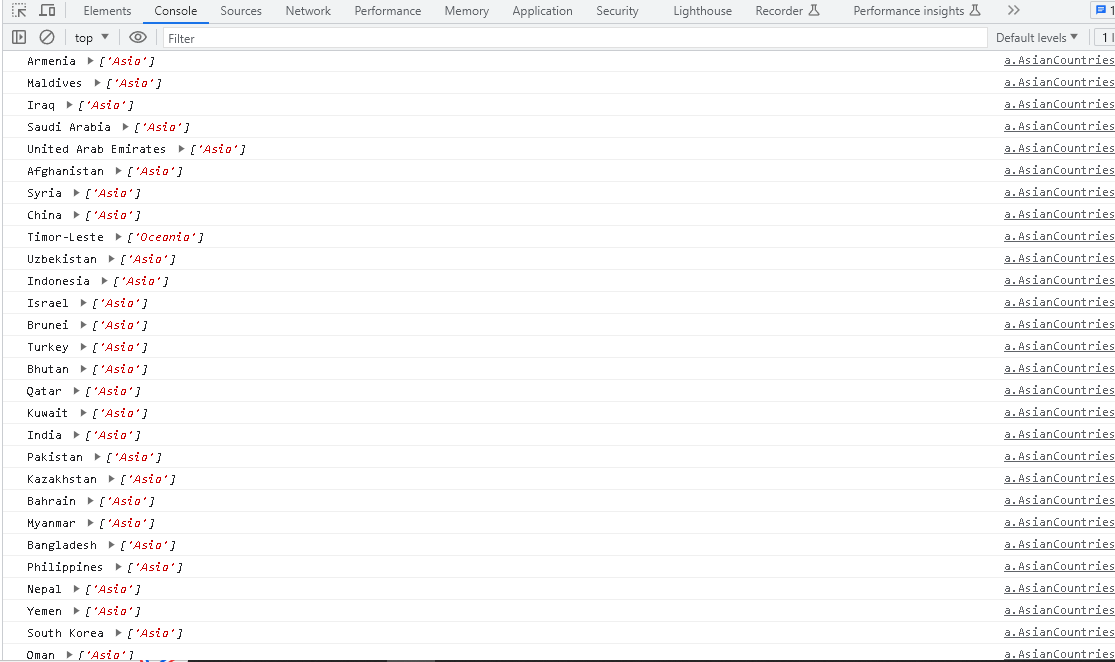 Elements Console Sources Network Performance Memory Application Security Lighthouse Recorder Performance insights 1
top Filter Default levels 1
Armenia ['Asia'] a.AsianCountries
Maldives ['Asia'] a.AsianCountries
Iraq ['Asia'] a.AsianCountries
Saudi Arabia ['Asia'] a.AsianCountries
United Arab Emirates ['Asia'] a.AsianCountries
Afghanistan ['Asia'] a.AsianCountries
Syria ['Asia'] a.AsianCountries
China ['Asia'] a.AsianCountries
Timor-Leste ['Oceania'] a.AsianCountries
Uzbekistan ['Asia'] a.AsianCountries
Indonesia ['Asia'] a.AsianCountries
Israel ['Asia'] a.AsianCountries
Brunei ['Asia'] a.AsianCountries
Turkey ['Asia'] a.AsianCountries
Bhutan ['Asia'] a.AsianCountries
Qatar ['Asia'] a.AsianCountries
Kuwait ['Asia'] a.AsianCountries
India ['Asia'] a.AsianCountries
Pakistan ['Asia'] a.AsianCountries
Kazakhstan ['Asia'] a.AsianCountries
Bahrain ['Asia'] a.AsianCountries
Myanmar ['Asia'] a.AsianCountries
Bangladesh ['Asia'] a.AsianCountries
Philippines ['Asia'] a.AsianCountries
Nepal ['Asia'] a.AsianCountries
Yemen ['Asia'] a.AsianCountries
South Korea ['Asia'] a.AsianCountries
Oman ['Asia'] a.AsianCountries